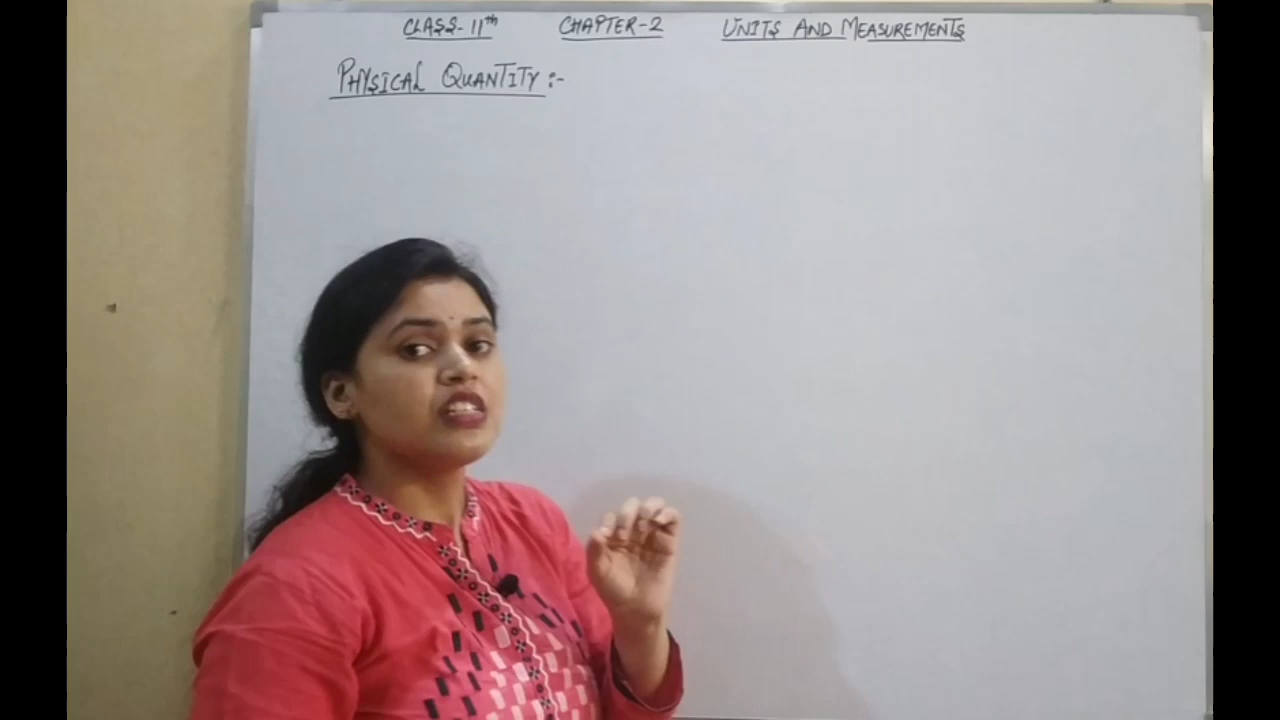 CLASS-11th CHAPTER-2 UNITS AND MEASUREMENTS
PHYSICAL QUANTITY:-